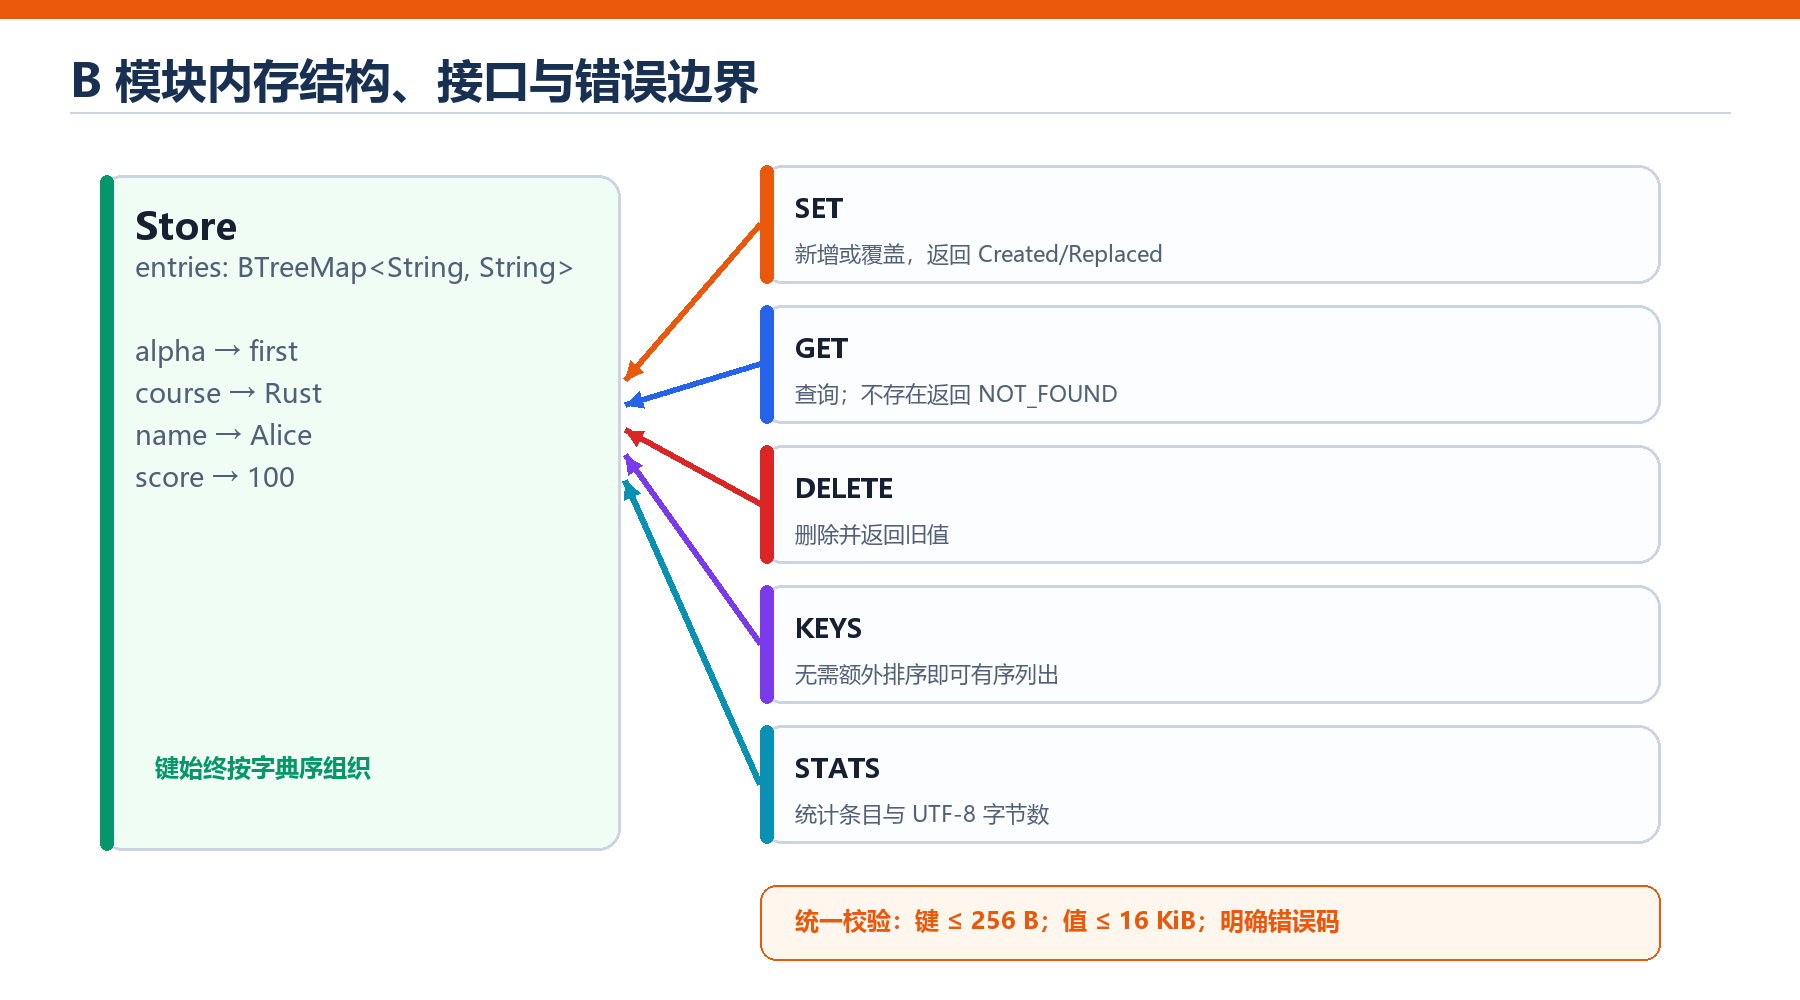 B 模块内存结构、接口与错误边界
Store
entries: BTreeMap<String, String>
alpha → first
course → Rust
name → Alice
score → 100
键始终按字典序组织
SET
新增或覆盖，返回 Created/Replaced
GET
查询；不存在返回 NOT_FOUND
DELETE
删除并返回旧值
KEYS
无需额外排序即可有序列出
STATS
统计条目与 UTF-8 字节数
统一校验：键 ≤ 256 B；值 ≤ 16 KiB；明确错误码